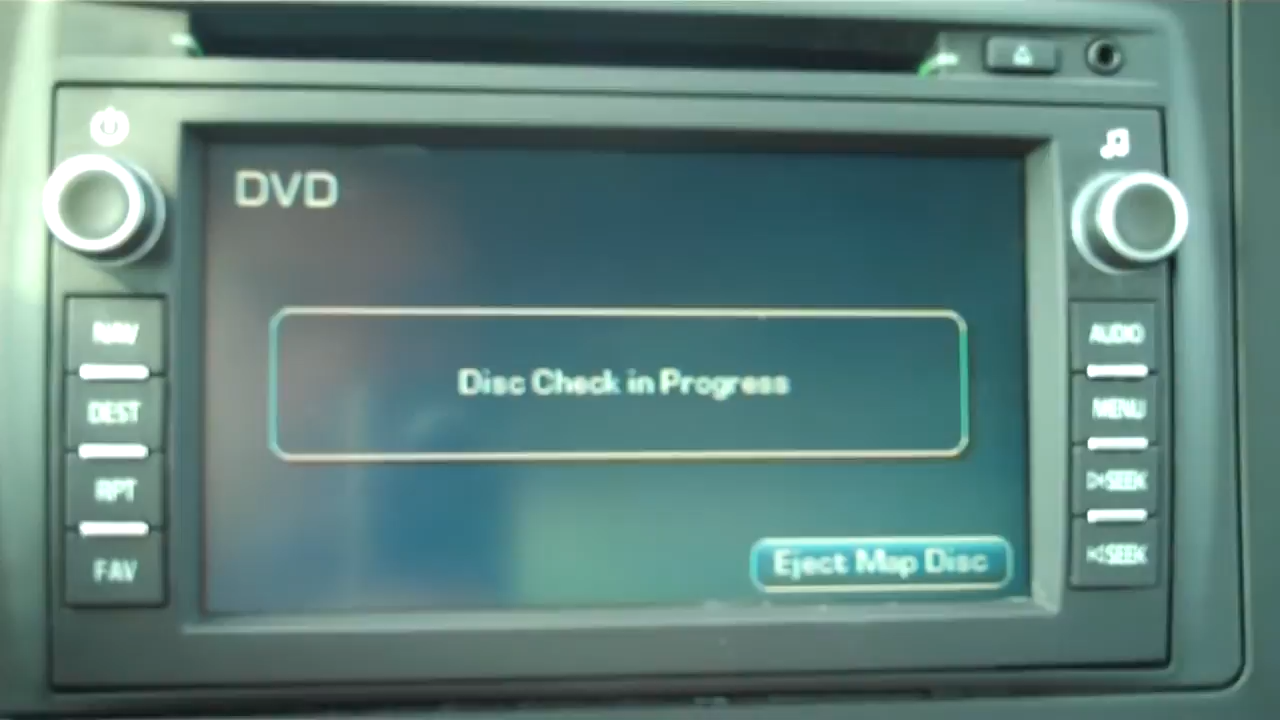 DVD
Disc Check in Progress
Eject Map Disc
NAV
DEST
RPT
FAV
AUDIO
MENU
SEEK
SEEK